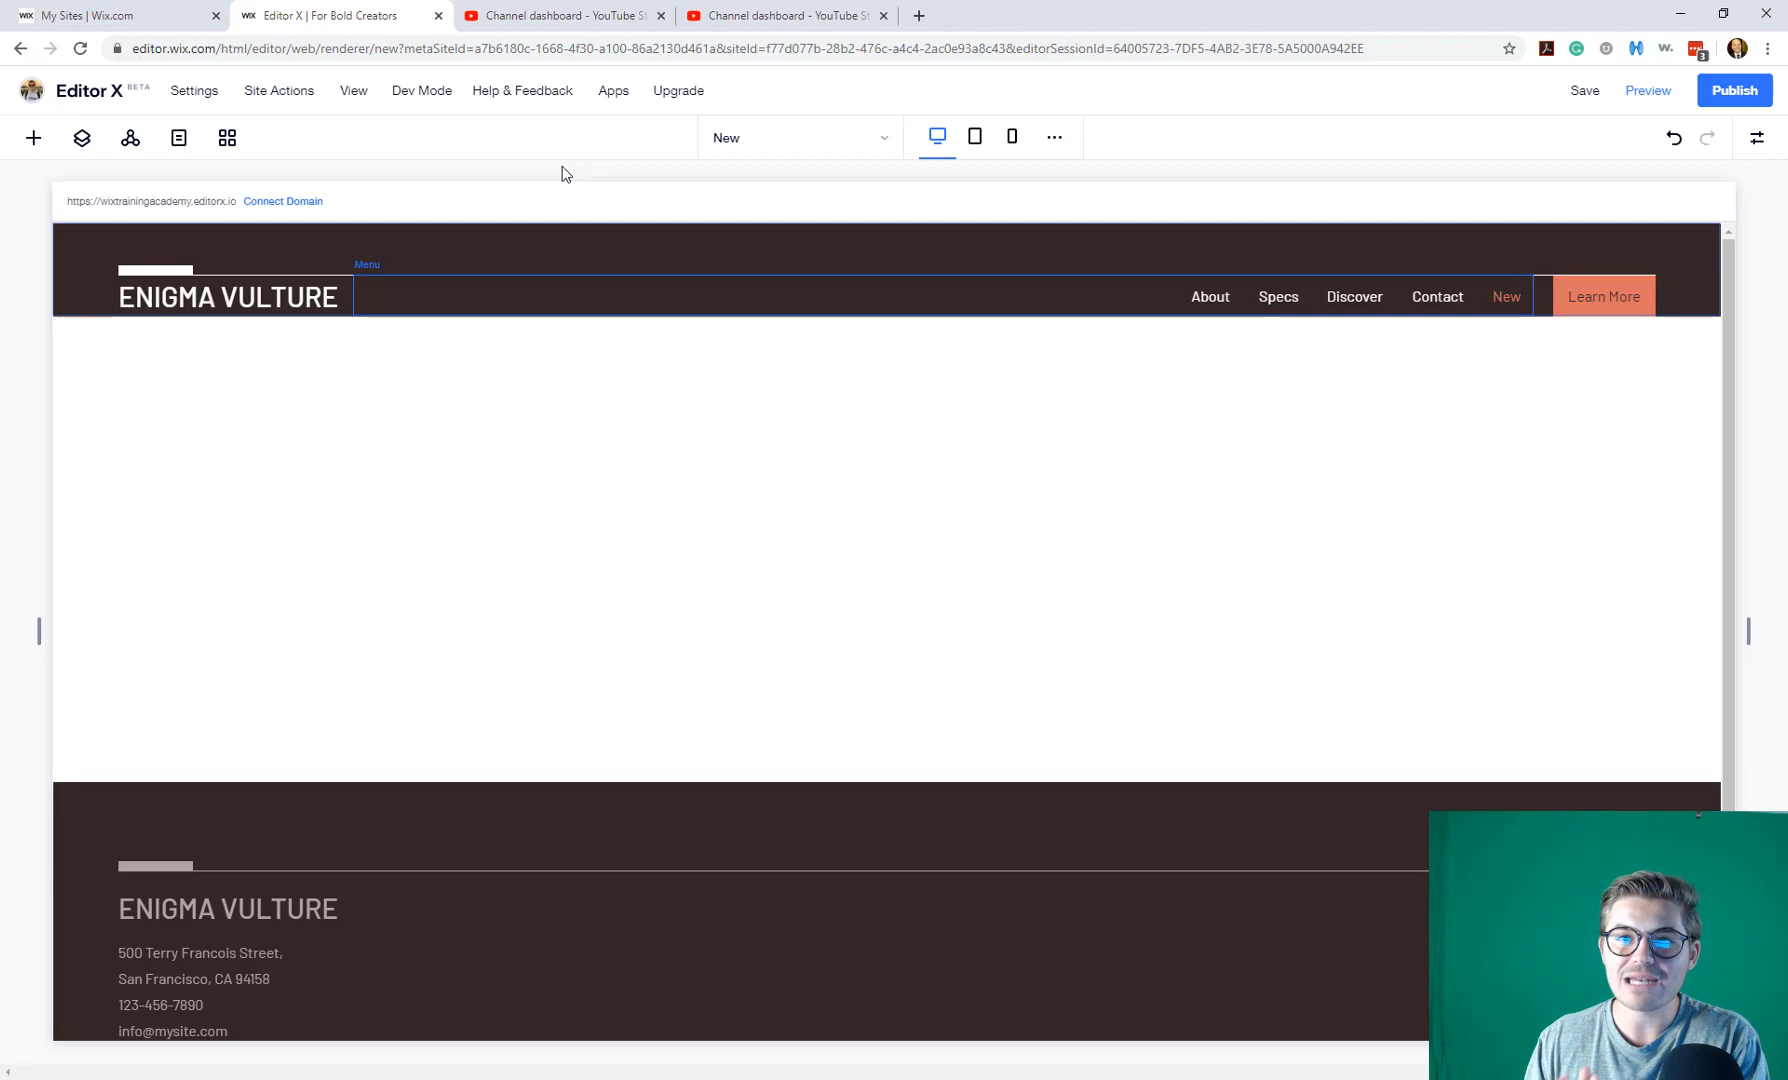 WIX My Sites | Wix.com
WIX Editor X | For Bold Creators
Channel dashboard - YouTube St
Channel dashboard - YouTube St
editor.wix.com/html/editor/web/renderer/new?metaSiteId=a7b6180c-1668-4f30-a100-86a2130d461a&siteId=f77d077b-28b2-476c-a4c4-2ac0e93a8c43&editorSessionId=64005723-7DF5-4AB2-3E78-5A5000A942EE
w.
3
Editor X BETA
Settings
Site Actions
View
Dev Mode
Help & Feedback
Apps
Upgrade
Save
Preview
Publish
New
https://wixtrainingacademy.editorx.io Connect Domain
Menu
ENIGMA VULTURE
About
Specs
Discover
Contact
New
Learn More
ENIGMA VULTURE
500 Terry Francois Street,
San Francisco, CA 94158
123-456-7890
info@mysite.com